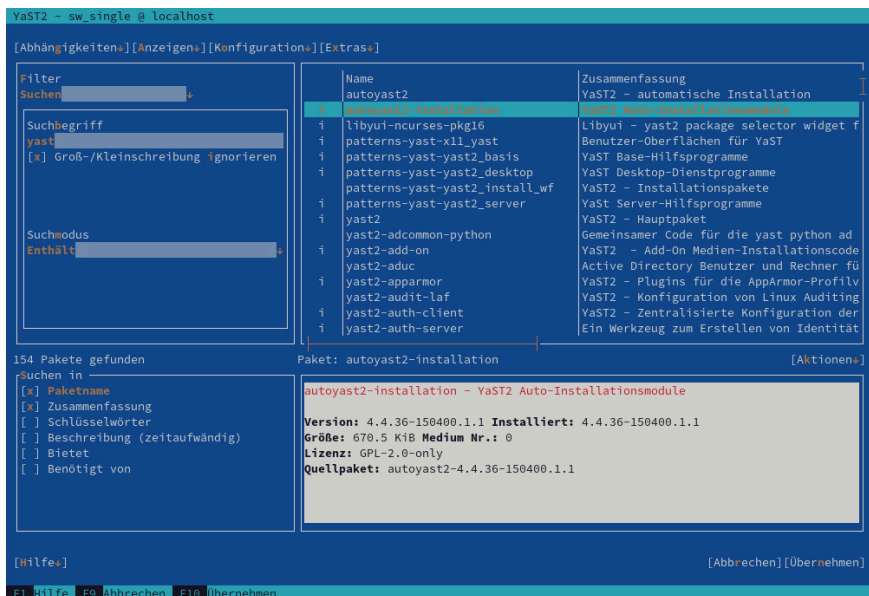 YaST2 - sw_single @ localhost
[Abhängigkeiten↓][Anzeigen↓][Konfiguration↓][Extras↓]
Filter
Suchen ↓
Suchbegriff
yast
[x] Groß-/Kleinschreibung ignorieren
Suchmodus
Enthält ↓
Name Zusammenfassung
autoyast2 YaST2 - automatische Installation
i autoyast2-installation YaST2 Auto-Installationsmodule
i libyui-ncurses-pkg16 Libyui - yast2 package selector widget f
i patterns-yast-x11_yast Benutzer-Oberflächen für YaST
i patterns-yast-yast2_basis YaST Base-Hilfsprogramme
i patterns-yast-yast2_desktop YaST Desktop-Dienstprogramme
patterns-yast-yast2_install_wf YaST2 - Installationspakete
i patterns-yast-yast2_server YaSt Server-Hilfsprogramme
i yast2 YaST2 - Hauptpaket
yast2-adcommon-python Gemeinsamer Code für die yast python ad
i yast2-add-on YaST2  - Add-On Medien-Installationscode
yast2-aduc Active Directory Benutzer und Rechner fü
i yast2-apparmor YaST2 - Plugins für die AppArmor-Profilv
yast2-audit-laf YaST2 - Konfiguration von Linux Auditing
i yast2-auth-client YaST2 - Zentralisierte Konfiguration der
i yast2-auth-server Ein Werkzeug zum Erstellen von Identität
154 Pakete gefunden
Suchen in
[x] Paketname
[x] Zusammenfassung
[ ] Schlüsselwörter
[ ] Beschreibung (zeitaufwändig)
[ ] Bietet
[ ] Benötigt von
Paket: autoyast2-installation [Aktionen↓]
autoyast2-installation - YaST2 Auto-Installationsmodule
Version: 4.4.36-150400.1.1 Installiert: 4.4.36-150400.1.1
Größe: 670.5 KiB Medium Nr.: 0
Lizenz: GPL-2.0-only
Quellpaket: autoyast2-4.4.36-150400.1.1
[Hilfe↓] [Abbrechen][Übernehmen]
F1 Hilfe F9 Abbrechen F10 Übernehmen